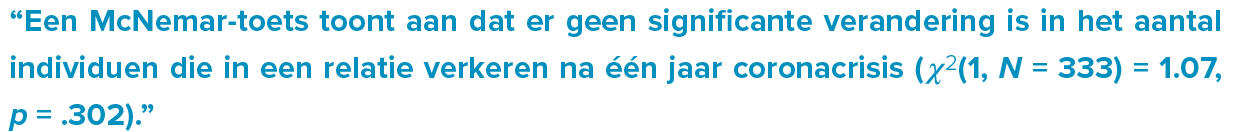 “Een McNemar-toets toont aan dat er geen significante verandering is in het aantal
individuen die in een relatie verkeren na één jaar coronacrisis (χ²(1, N = 333) = 1.07,
p = .302).”